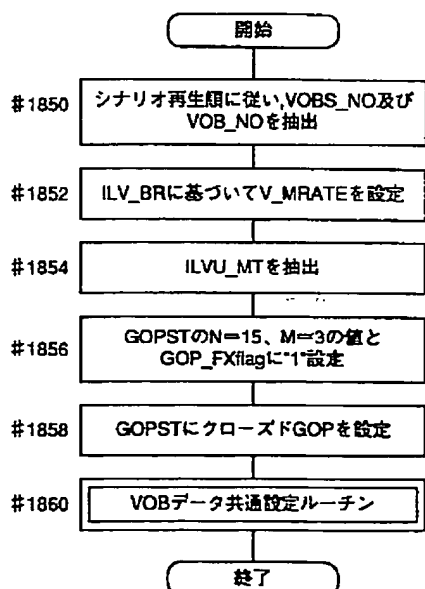 開始
#1850
シナリオ再生順に従い,VOBS_NO及び
VOB_NOを抽出
#1852
ILV_BRに基づいてV_MRATEを設定
#1854
ILVU_MTを抽出
#1856
GOPSTのN=15、M=3の値と
GOP_FXflagに"1"設定
#1858
GOPSTにクローズドGOPを設定
#1860
VOBデータ共通設定ルーチン
終了